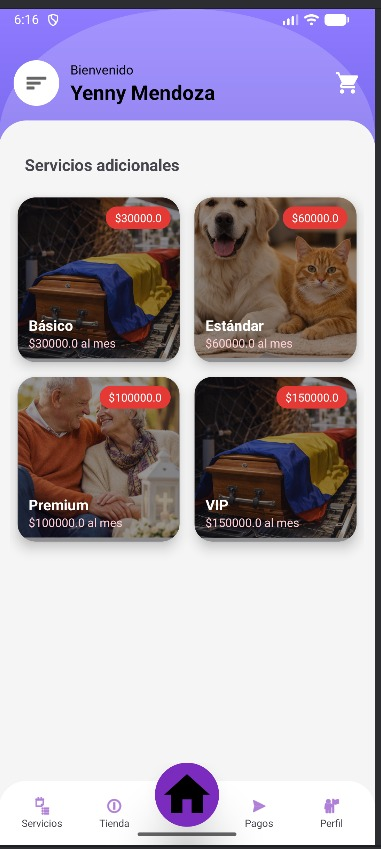 6:16
Bienvenido
Yenny Mendoza
Servicios adicionales
$30000.0
Básico
$30000.0 al mes
$60000.0
Estándar
$60000.0 al mes
$100000.0
Premium
$100000.0 al mes
$150000.0
VIP
$150000.0 al mes
Servicios
Tienda
Pagos
Perfil